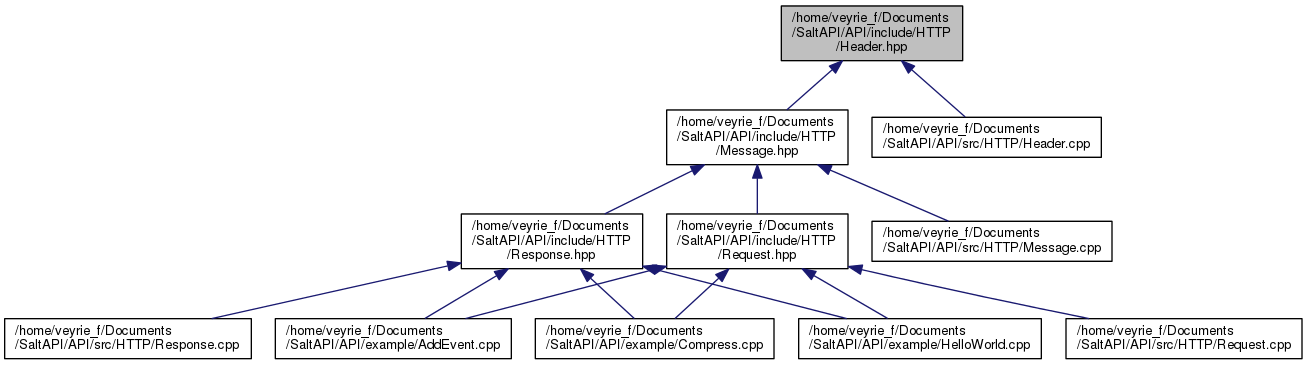 /home/veyrie_f/Documents
/SaltAPI/API/include/HTTP
/Header.hpp
/home/veyrie_f/Documents
/SaltAPI/API/include/HTTP
/Message.hpp
/home/veyrie_f/Documents
/SaltAPI/API/src/HTTP/Header.cpp
/home/veyrie_f/Documents
/SaltAPI/API/include/HTTP
/Response.hpp
/home/veyrie_f/Documents
/SaltAPI/API/include/HTTP
/Request.hpp
/home/veyrie_f/Documents
/SaltAPI/API/src/HTTP/Message.cpp
/home/veyrie_f/Documents
/SaltAPI/API/src/HTTP/Response.cpp
/home/veyrie_f/Documents
/SaltAPI/API/example/AddEvent.cpp
/home/veyrie_f/Documents
/SaltAPI/API/example/Compress.cpp
/home/veyrie_f/Documents
/SaltAPI/API/example/HelloWorld.cpp
/home/veyrie_f/Documents
/SaltAPI/API/src/HTTP/Request.cpp